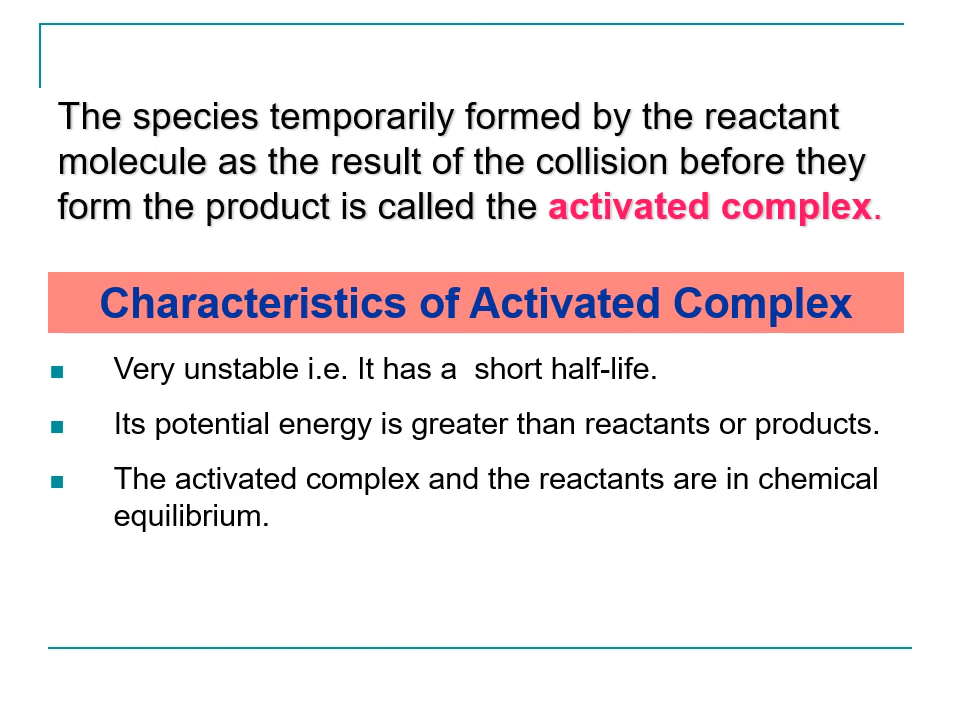 The species temporarily formed by the reactant
molecule as the result of the collision before they
form the product is called the activated complex.
Characteristics of Activated Complex
Very unstable i.e. It has a  short half-life.
Its potential energy is greater than reactants or products.
The activated complex and the reactants are in chemical
equilibrium.